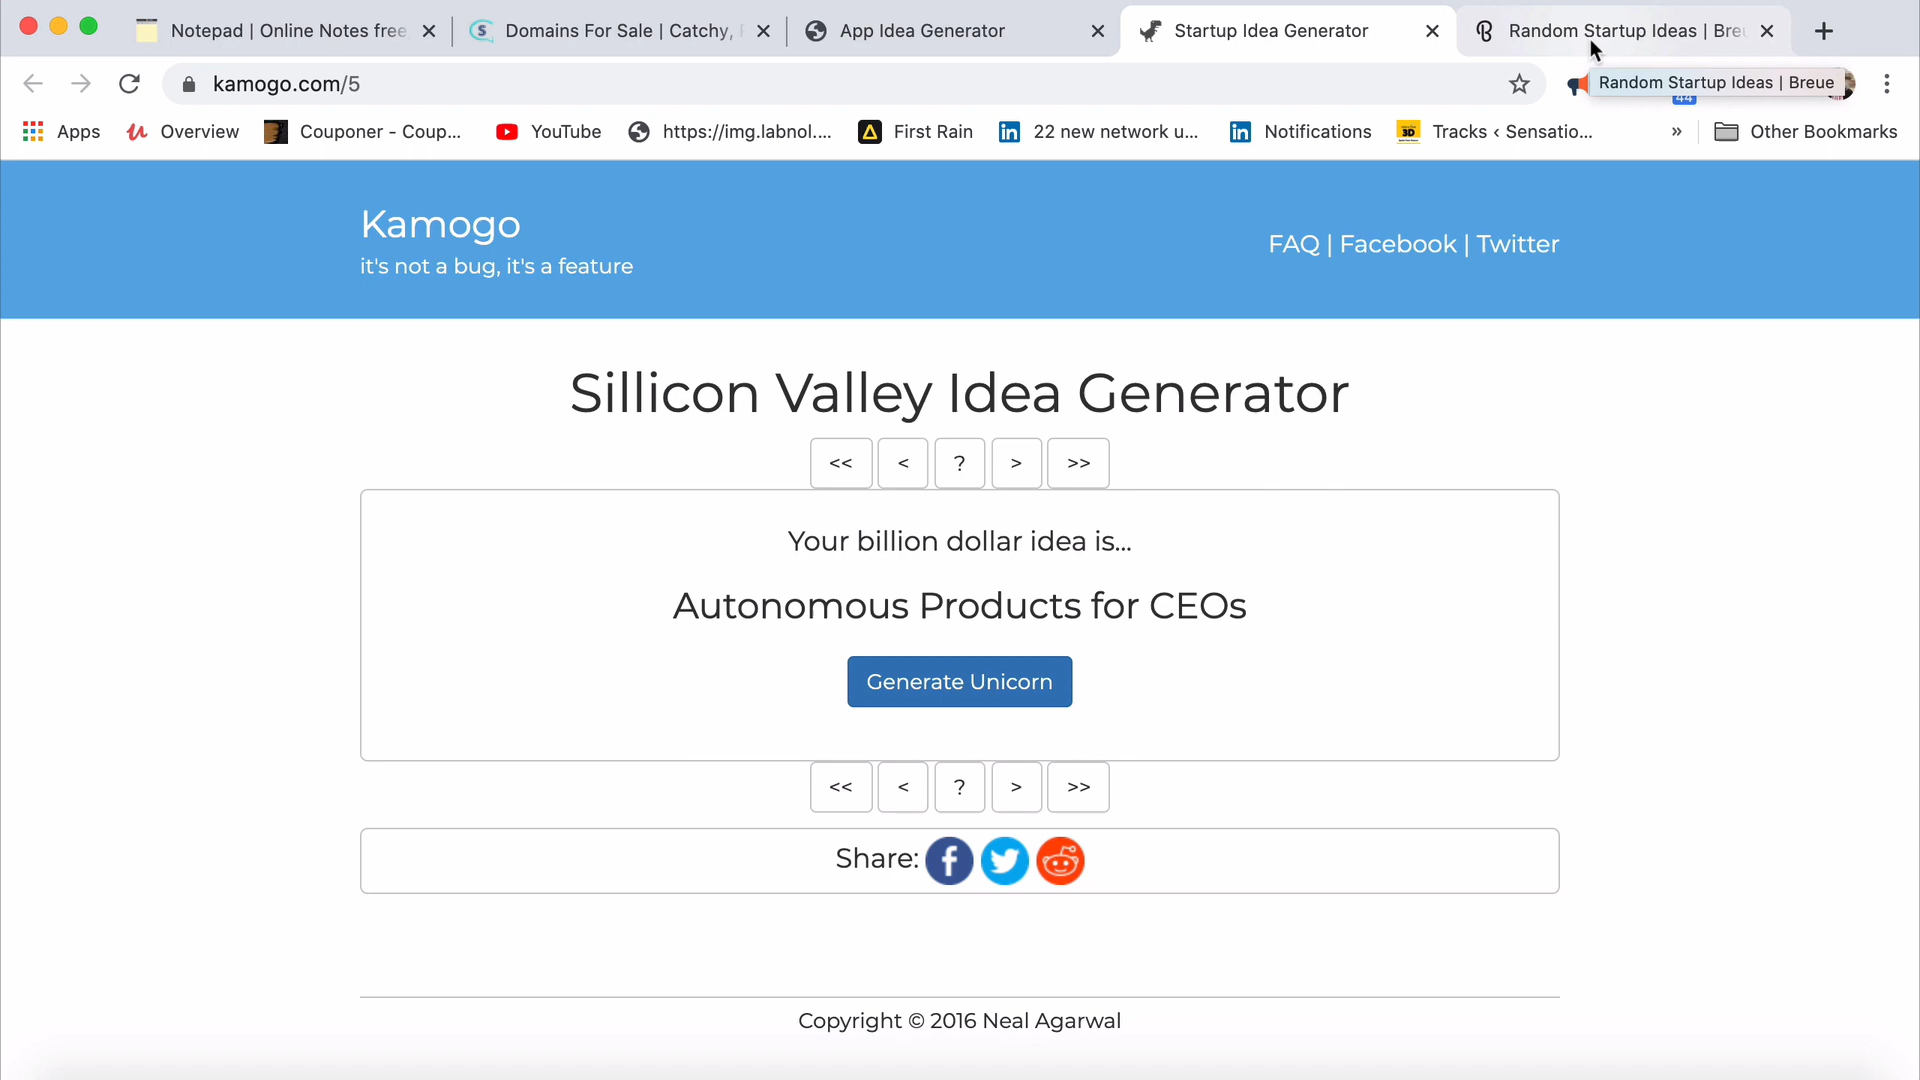 Notepad | Online Notes free
Domains For Sale | Catchy,
App Idea Generator
Startup Idea Generator
Random Startup Ideas | Breu
kamogo.com/5
Random Startup Ideas | Breue
44
Apps
Overview
Couponer - Coup...
YouTube
https://img.labnol....
First Rain
22 new network u...
Notifications
3D
Tracks ‹ Sensatio...
»
Other Bookmarks
Kamogo
it's not a bug, it's a feature
FAQ | Facebook | Twitter
Sillicon Valley Idea Generator
<< < ? > >>
Your billion dollar idea is...
Autonomous Products for CEOs
Generate Unicorn
<< < ? > >>
Share:
Copyright © 2016 Neal Agarwal